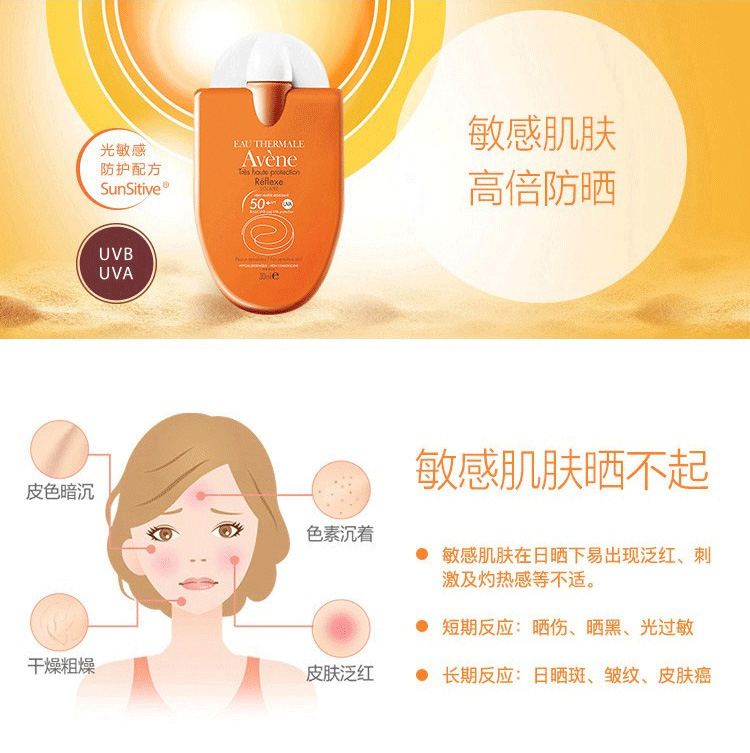 光敏感
防护配方
SunSitive®
UVB
UVA
EAU THERMALE
Avène
Très haute protection
Réflexe
SOLAIRE
50+ SPF
UVA
30ml e
敏感肌肤
高倍防晒
皮色暗沉
色素沉着
干燥粗燥
皮肤泛红
敏感肌肤晒不起
● 敏感肌肤在日晒下易出现泛红、刺
激及灼热感等不适。
● 短期反应：晒伤、晒黑、光过敏
● 长期反应：日晒斑、皱纹、皮肤癌